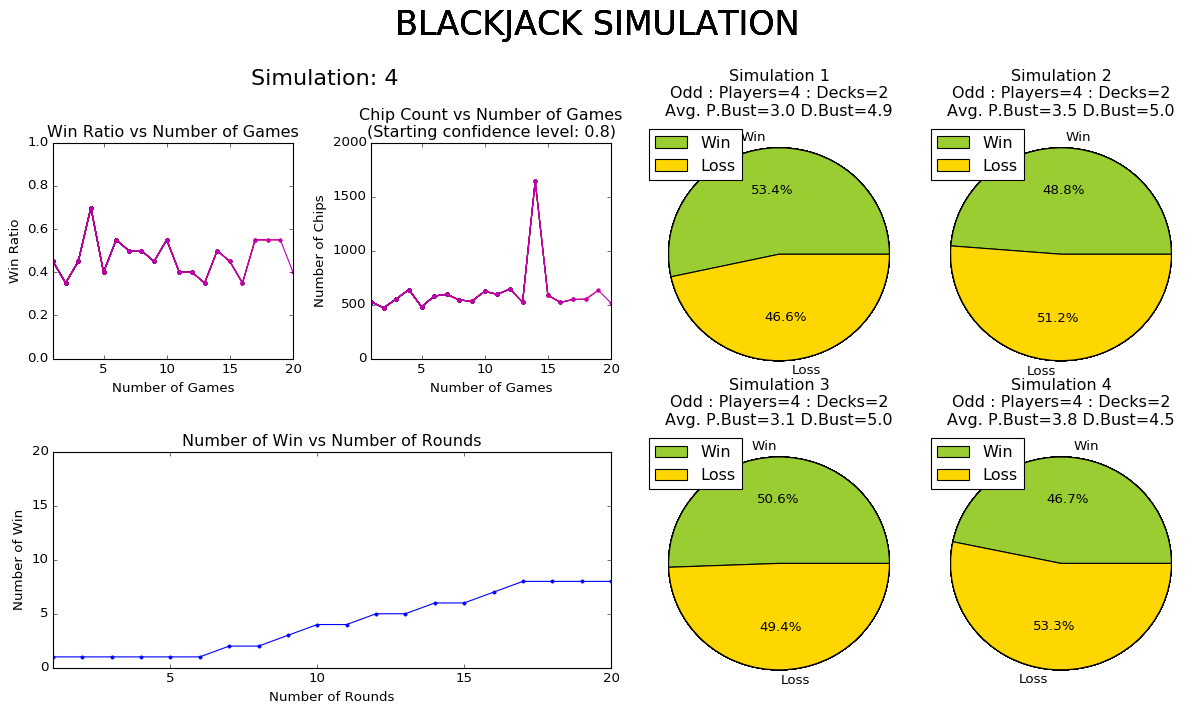 BLACKJACK SIMULATION
Simulation: 4
Win Ratio vs Number of Games
1.0
0.8
0.6
0.4
0.2
0.0
Win Ratio
5
10
15
20
Number of Games
Chip Count vs Number of Games
(Starting confidence level: 0.8)
2000
1500
1000
500
0
Number of Chips
5
10
15
20
Number of Games
Number of Win vs Number of Rounds
20
15
10
5
0
Number of Win
5
10
15
20
Number of Rounds
Simulation 1
Odd : Players=4 : Decks=2
Avg. P.Bust=3.0 D.Bust=4.9
Win
Loss
Win
53.4%
46.6%
Loss
Simulation 2
Odd : Players=4 : Decks=2
Avg. P.Bust=3.5 D.Bust=5.0
Win
Loss
Win
48.8%
51.2%
Loss
Simulation 3
Odd : Players=4 : Decks=2
Avg. P.Bust=3.1 D.Bust=5.0
Win
Loss
Win
50.6%
49.4%
Loss
Simulation 4
Odd : Players=4 : Decks=2
Avg. P.Bust=3.8 D.Bust=4.5
Win
Loss
Win
46.7%
53.3%
Loss